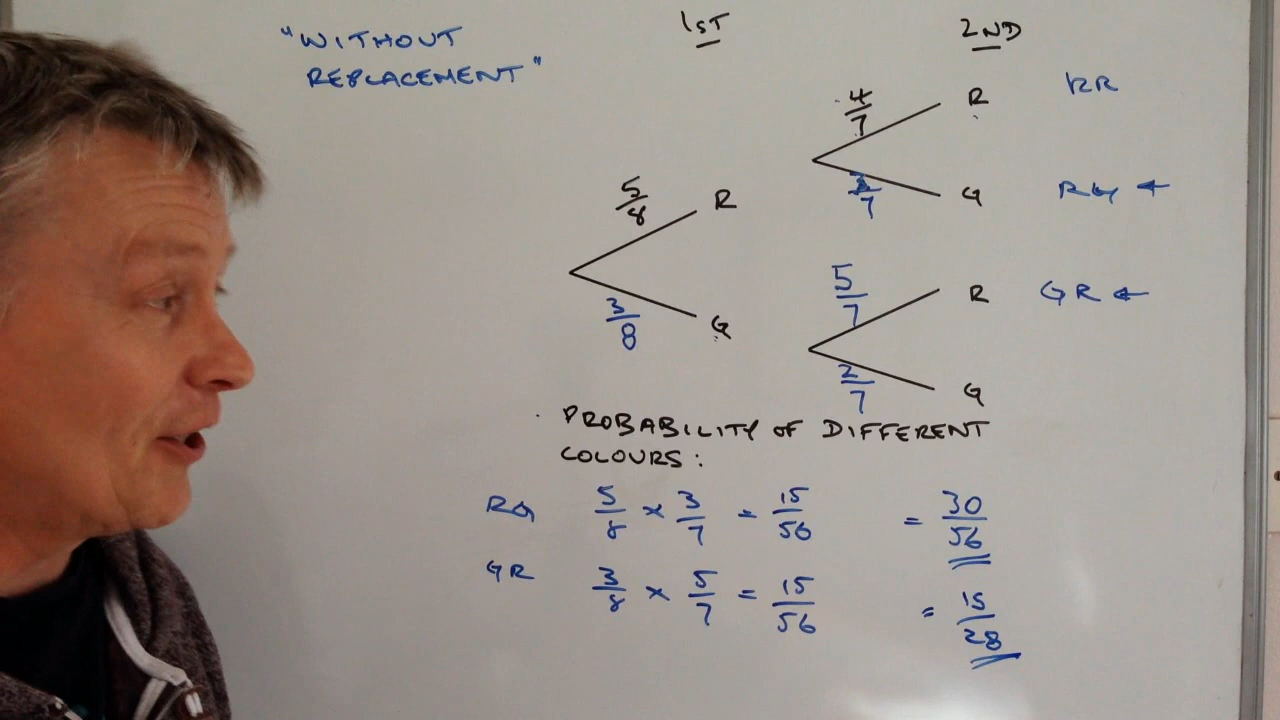 "WITHOUT
REPLACEMENT"
1ST
2ND
4/7
R
RR
3/7
G
RG ←
5/8
R
3/8
G
5/7
R
GR ←
2/7
G
PROBABILITY OF DIFFERENT
COLOURS:
RG 5/8 × 3/7 = 15/56 = 30/56
GR 3/8 × 5/7 = 15/56 = 15/28